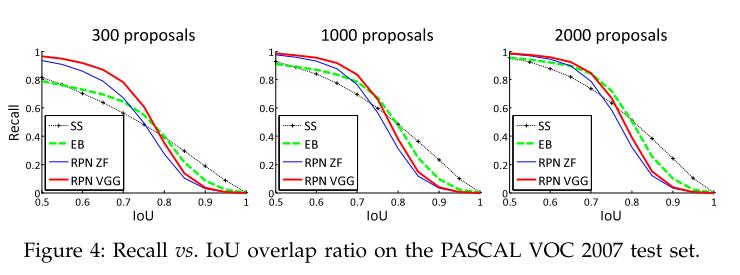 300 proposals
1
0.8
0.6
0.4
0.2
0
Recall
SS
EB
RPN ZF
RPN VGG
0.5 0.6 0.7 0.8 0.9 1
IoU
1000 proposals
1
0.8
0.6
0.4
0.2
0
SS
EB
RPN ZF
RPN VGG
0.5 0.6 0.7 0.8 0.9 1
IoU
2000 proposals
1
0.8
0.6
0.4
0.2
0
SS
EB
RPN ZF
RPN VGG
0.5 0.6 0.7 0.8 0.9 1
IoU
Figure 4: Recall vs. IoU overlap ratio on the PASCAL VOC 2007 test set.